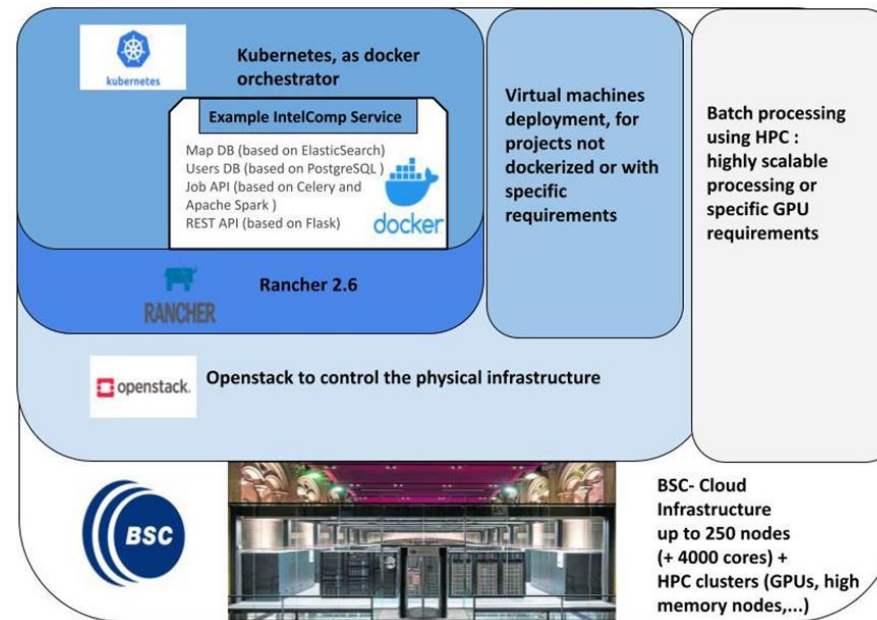 kubernetes
Kubernetes, as docker
orchestrator
Example IntelComp Service
Map DB (based on ElasticSearch)
Users DB (based on PostgreSQL )
Job API (based on Celery and
Apache Spark )
REST API (based on Flask)
docker
Virtual machines
deployment, for
projects not
dockerized or with
specific
requirements
Batch processing
using HPC :
highly scalable
processing or
specific GPU
requirements
RANCHER
Rancher 2.6
openstack.
Openstack to control the physical infrastructure
BSC
BSC- Cloud
Infrastructure
up to 250 nodes
(+ 4000 cores) +
HPC clusters (GPUs, high
memory nodes,...)